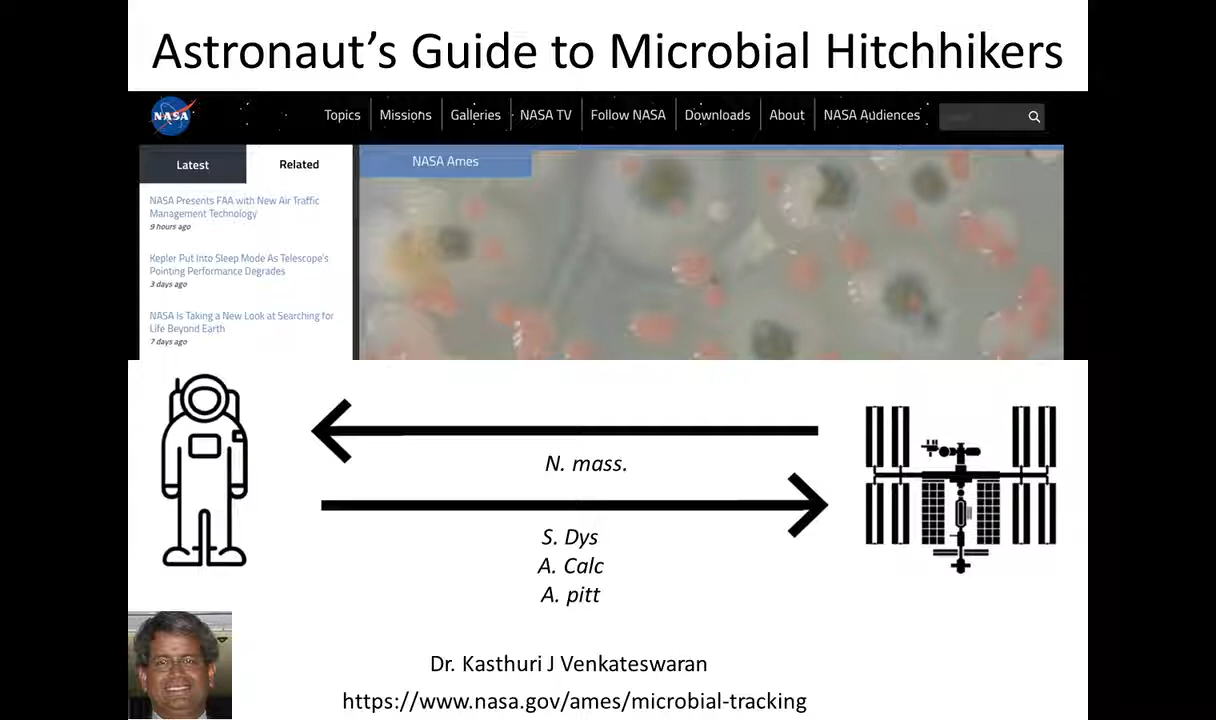 Astronaut's Guide to Microbial Hitchhikers
NASA
Topics
Missions
Galleries
NASA TV
Follow NASA
Downloads
About
NASA Audiences
Latest
Related
NASA Ames
NASA Presents FAA with New Air Traffic
Management Technology
9 hours ago
Kepler Put Into Sleep Mode As Telescope's
Pointing Performance Degrades
3 days ago
NASA Is Taking a New Look at Searching for
Life Beyond Earth
7 days ago
N. mass.
S. Dys
A. Calc
A. pitt
Dr. Kasthuri J Venkateswaran
https://www.nasa.gov/ames/microbial-tracking